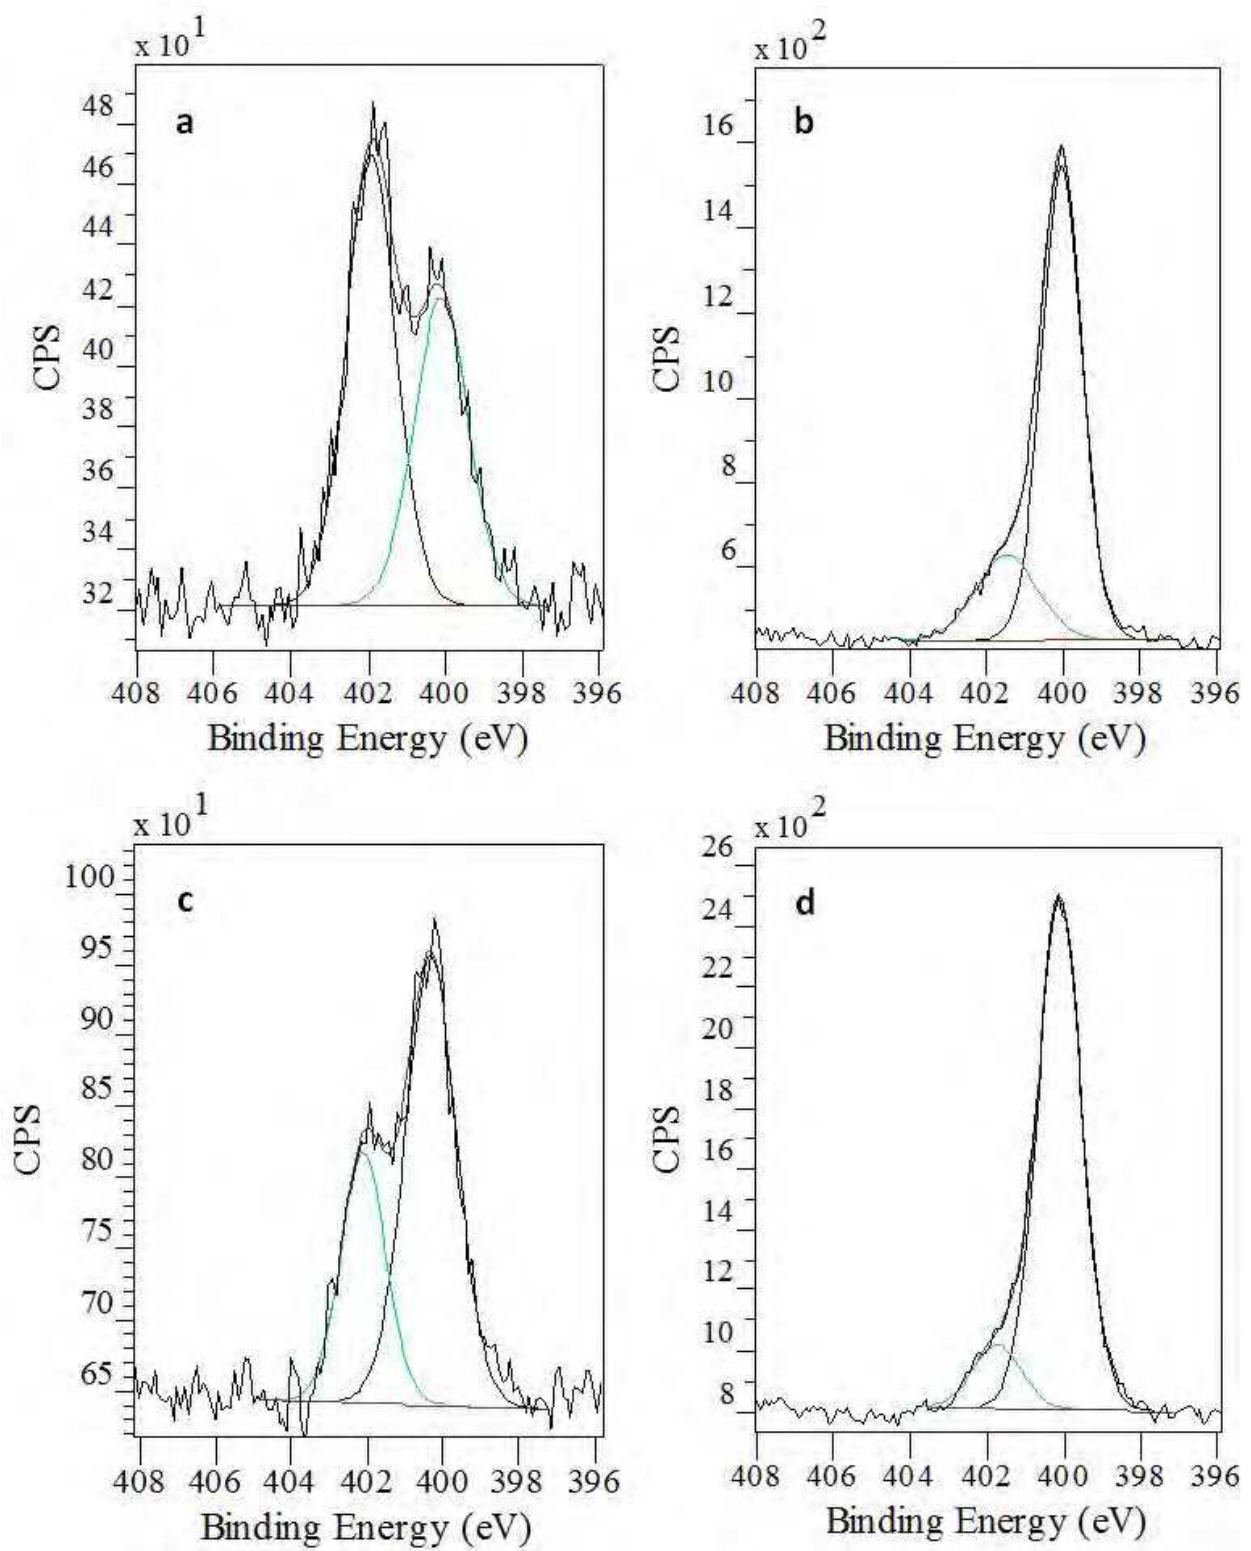 x 10^1
a
48
46
44
42
40
38
36
34
32
CPS
408 406 404 402 400 398 396
Binding Energy (eV)
x 10^2
b
16
14
12
10
8
6
CPS
408 406 404 402 400 398 396
Binding Energy (eV)
x 10^1
c
100
95
90
85
80
75
70
65
CPS
408 406 404 402 400 398 396
Binding Energy (eV)
x 10^2
d
26
24
22
20
18
16
14
12
10
8
CPS
408 406 404 402 400 398 396
Binding Energy (eV)